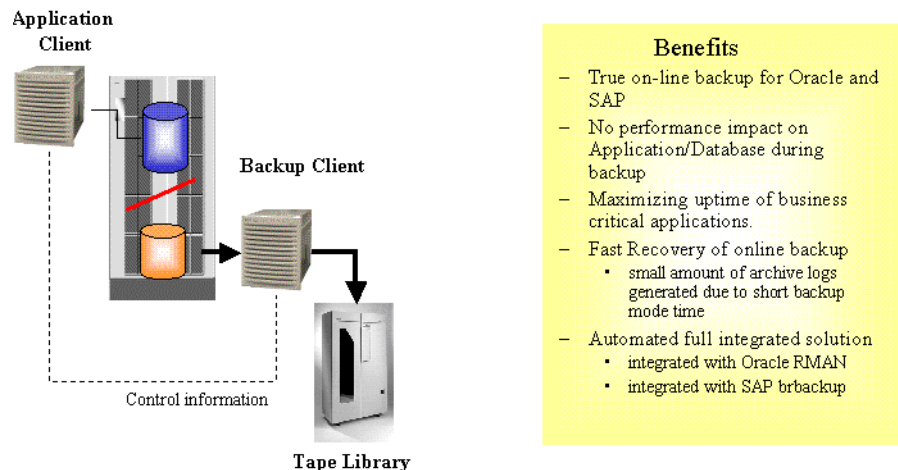 Application
Client
Backup Client
Control information
Tape Library
Benefits
– True on-line backup for Oracle and
SAP
– No performance impact on
Application/Database during
backup
– Maximizing uptime of business
critical applications.
– Fast Recovery of online backup
• small amount of archive logs
generated due to short backup
mode time
– Automated full integrated solution
• integrated with Oracle RMAN
• integrated with SAP brbackup